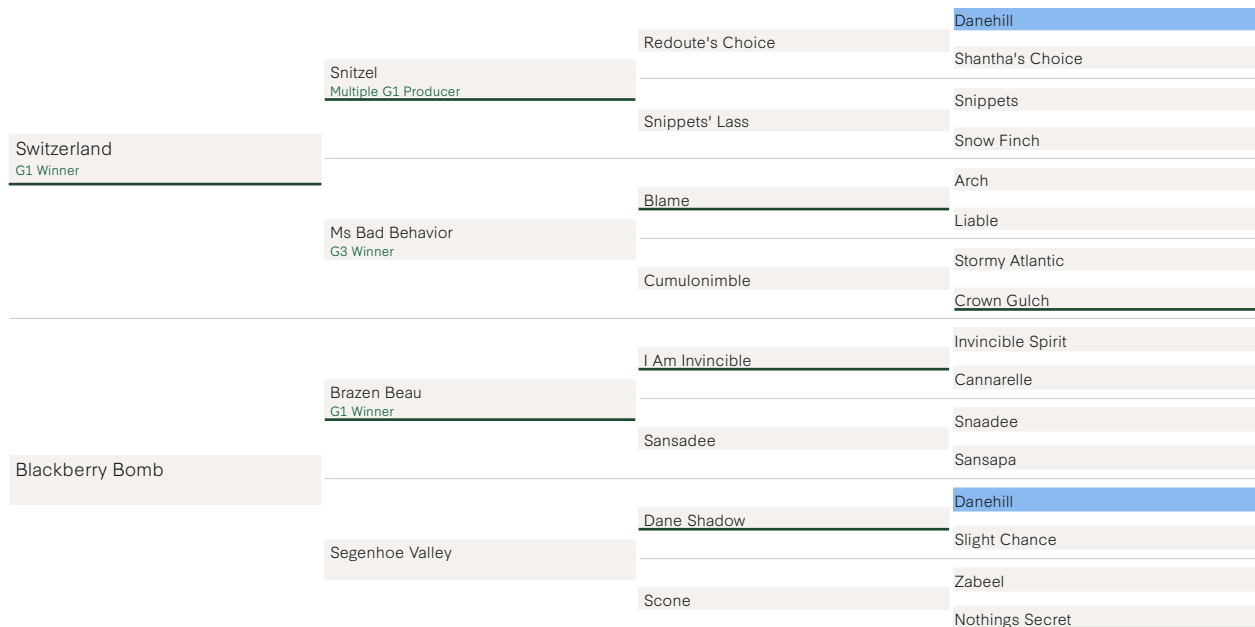 Switzerland
G1 Winner
Blackberry Bomb
Snitzel
Multiple G1 Producer
Ms Bad Behavior
G3 Winner
Brazen Beau
G1 Winner
Segenhoe Valley
Redoute's Choice
Snippets' Lass
Blame
Cumulonimble
I Am Invincible
Sansadee
Dane Shadow
Scone
Danehill
Shantha's Choice
Snippets
Snow Finch
Arch
Liable
Stormy Atlantic
Crown Gulch
Invincible Spirit
Cannarelle
Snaadee
Sansapa
Danehill
Slight Chance
Zabeel
Nothings Secret